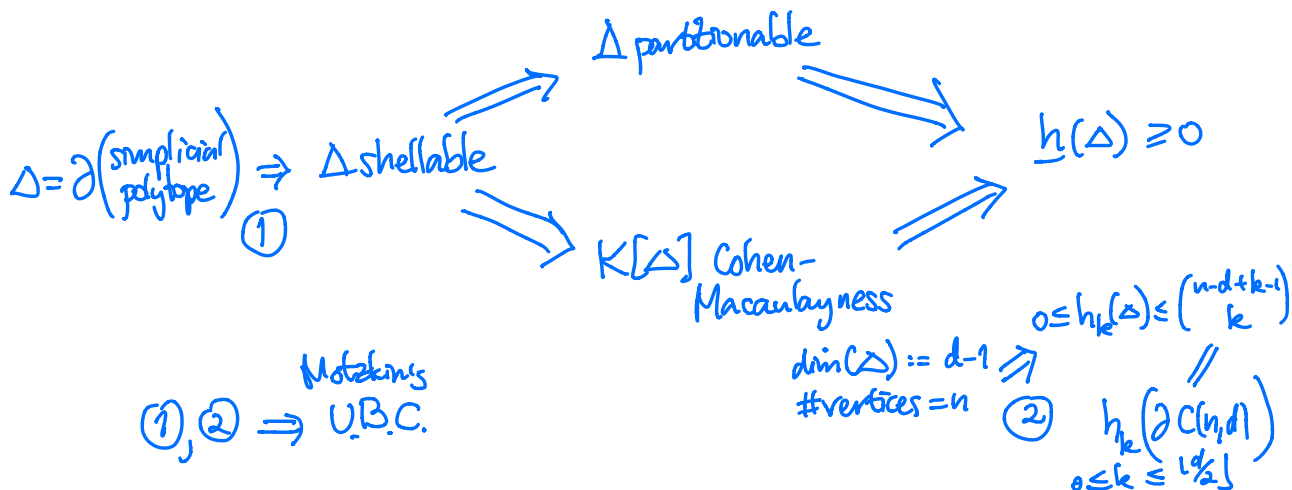 Δ partitionable
Δ = ∂(simplicial polytope) ⇒ Δ shellable
①
h(Δ) ≥ 0
K[Δ] Cohen-
Macaulayness
0 ≤ h_k(Δ) ≤ (n-d+k-1 choose k)
dim(Δ) := d-1 ⇒
#vertices = n
②
//
h_k(∂C(n,d))
0 ≤ k ≤ ⌊d/2⌋
Motzkin's
①, ② ⇒ U.B.C.